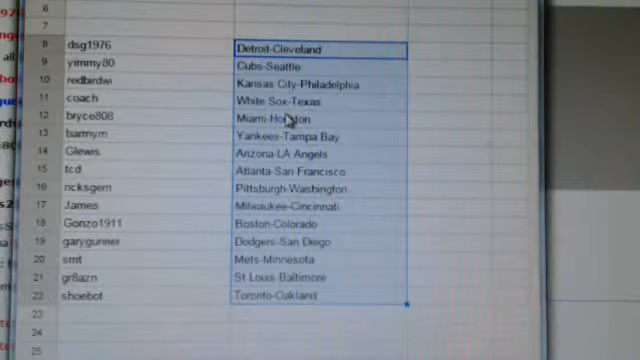 6
7
8 dsg1976 Detroit-Cleveland
9 yimmy80 Cubs-Seattle
10 redbirdwi Kansas City-Philadelphia
11 coach White Sox-Texas
12 bryce808 Miami-Houston
13 barmym Yankees-Tampa Bay
14 Glewis Arizona-LA Angels
15 fcd Atlanta-San Francisco
16 ricksgem Pittsburgh-Washington
17 James Milwaukee-Cincinnati
18 Gonzo1911 Boston-Colorado
19 garygunner Dodgers-San Diego
20 smt Mets-Minnesota
21 gr8azn St Louis-Baltimore
22 shoebot Toronto-Oakland
23
24
25